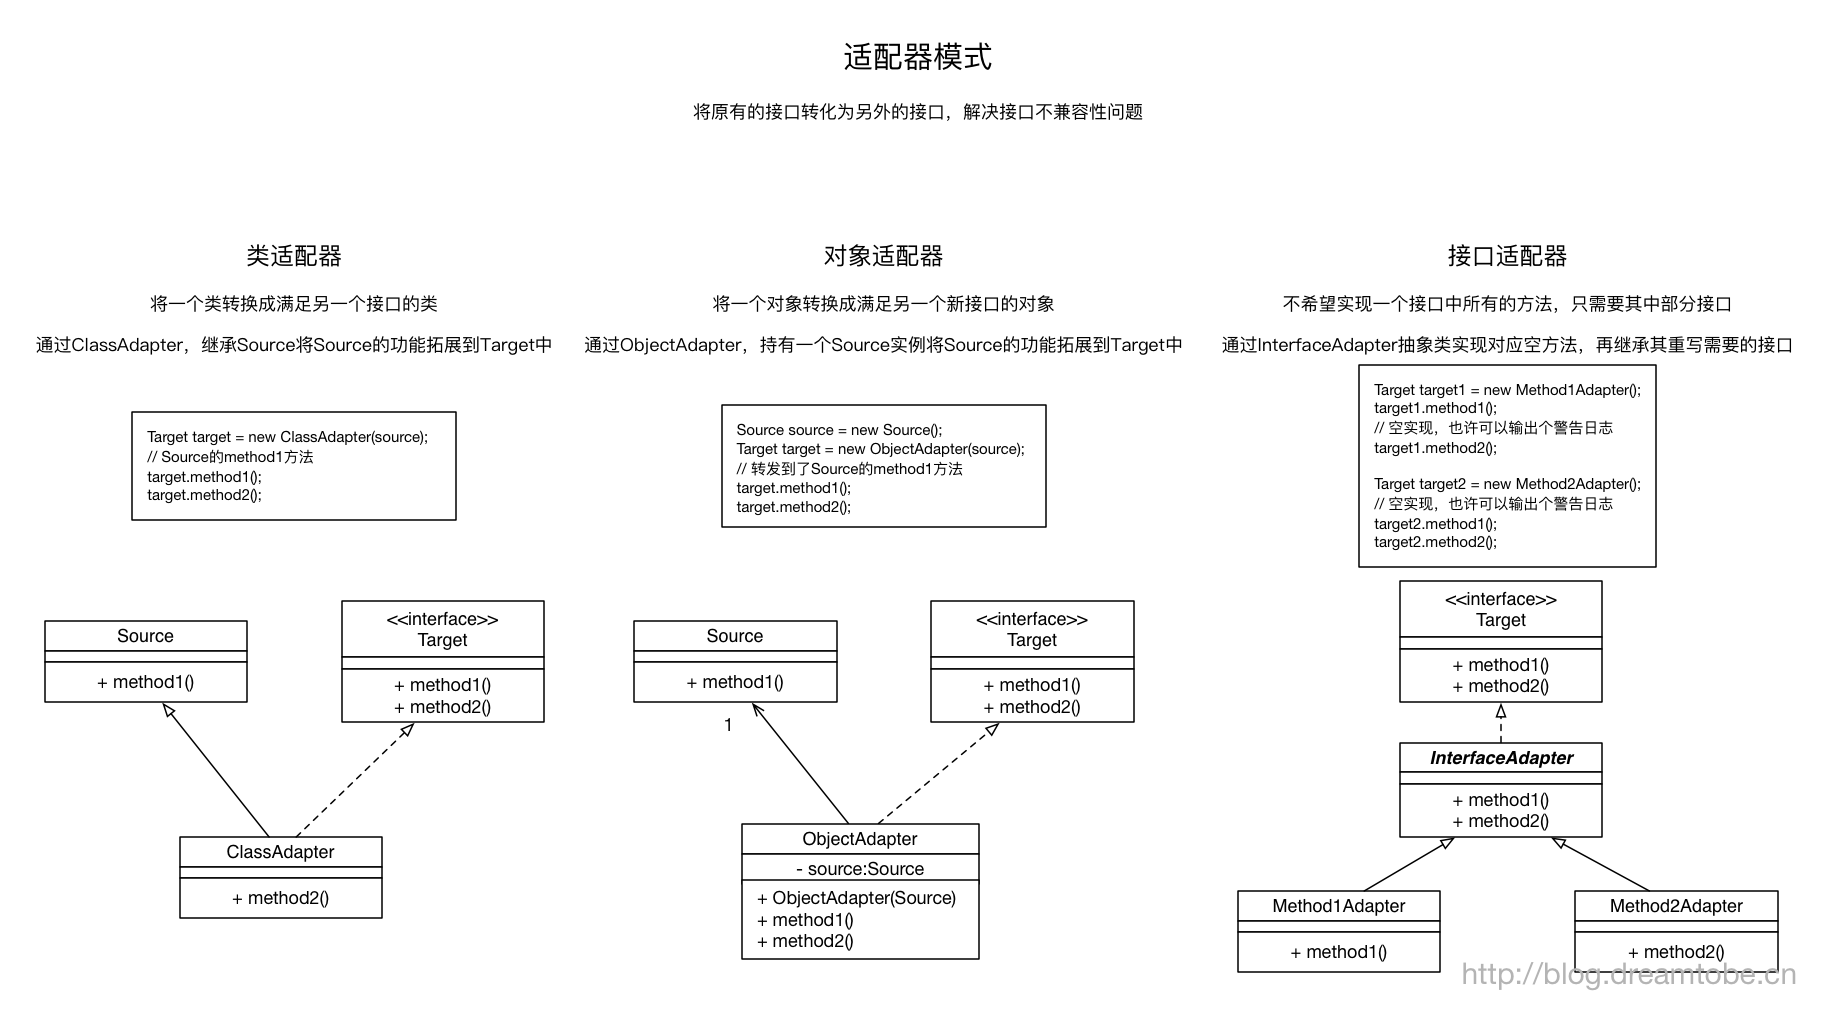 适配器模式
将原有的接口转化为另外的接口，解决接口不兼容性问题
类适配器
将一个类转换成满足另一个接口的类
通过ClassAdapter，继承Source将Source的功能拓展到Target中
Target target = new ClassAdapter(source);
// Source的method1方法
target.method1();
target.method2();
Source
+ method1()
<<interface>>
Target
+ method1()
+ method2()
ClassAdapter
+ method2()
对象适配器
将一个对象转换成满足另一个新接口的对象
通过ObjectAdapter，持有一个Source实例将Source的功能拓展到Target中
Source source = new Source();
Target target = new ObjectAdapter(source);
// 转发到了Source的method1方法
target.method1();
target.method2();
Source
+ method1()
1
<<interface>>
Target
+ method1()
+ method2()
ObjectAdapter
- source:Source
+ ObjectAdapter(Source)
+ method1()
+ method2()
接口适配器
不希望实现一个接口中所有的方法，只需要其中部分接口
通过InterfaceAdapter抽象类实现对应空方法，再继承其重写需要的接口
Target target1 = new Method1Adapter();
target1.method1();
// 空实现，也许可以输出个警告日志
target1.method2();
Target target2 = new Method2Adapter();
// 空实现，也许可以输出个警告日志
target2.method1();
target2.method2();
<<interface>>
Target
+ method1()
+ method2()
InterfaceAdapter
+ method1()
+ method2()
Method1Adapter
+ method1()
Method2Adapter
+ method2()
http://blog.dreamtobe.cn